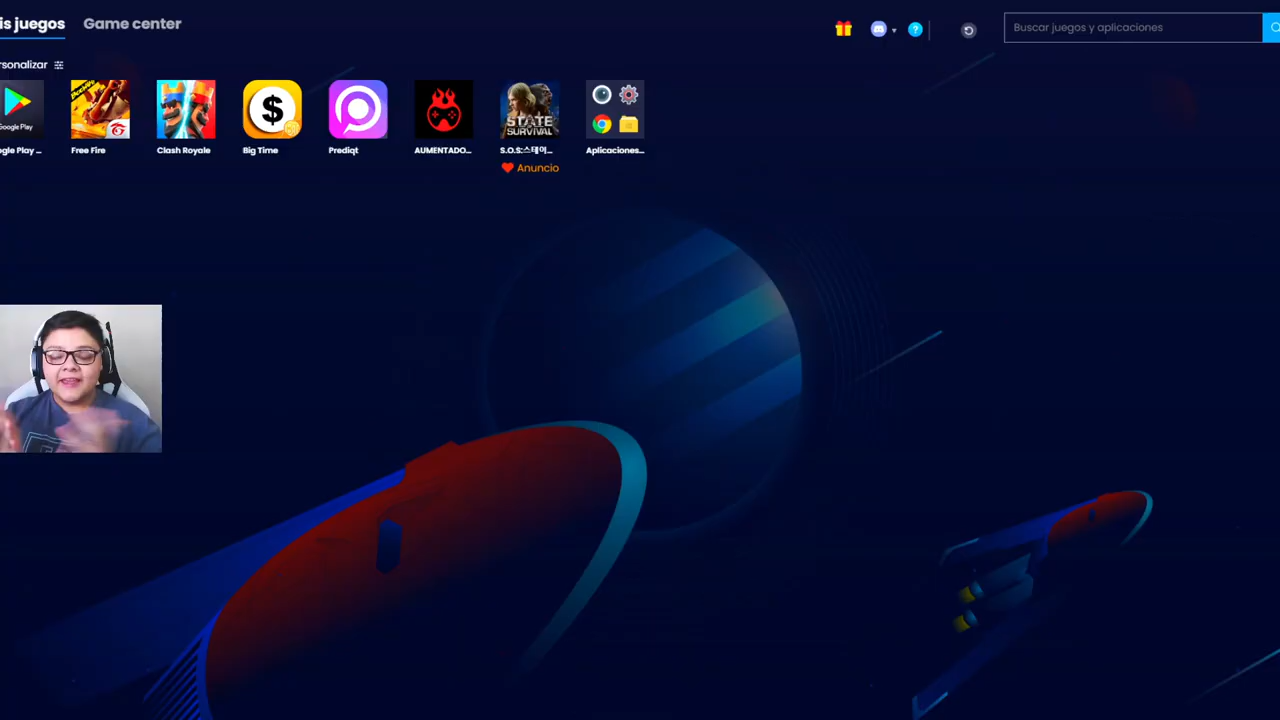 is juegos
Game center
Buscar juegos y aplicaciones
rsonalizar
Google Play
STATE
SURVIVAL
gle Play ...
Free Fire
Clash Royale
Big Time
Prediqt
AUMENTADO...
S.O.S:스테이...
Aplicaciones...
Anuncio